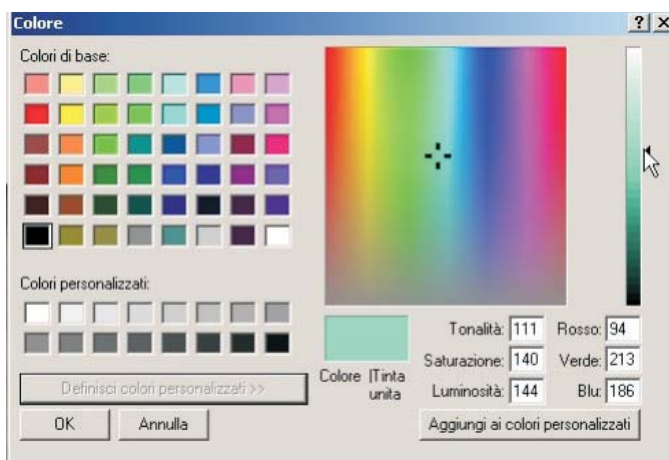 Colore
Colori di base:
Colori personalizzati:
Definisci colori personalizzati >>
OK Annulla
Colore |Tinta
unita
Tonalità: 111 Rosso: 94
Saturazione: 140 Verde: 213
Luminosità: 144 Blu: 186
Aggiungi ai colori personalizzati